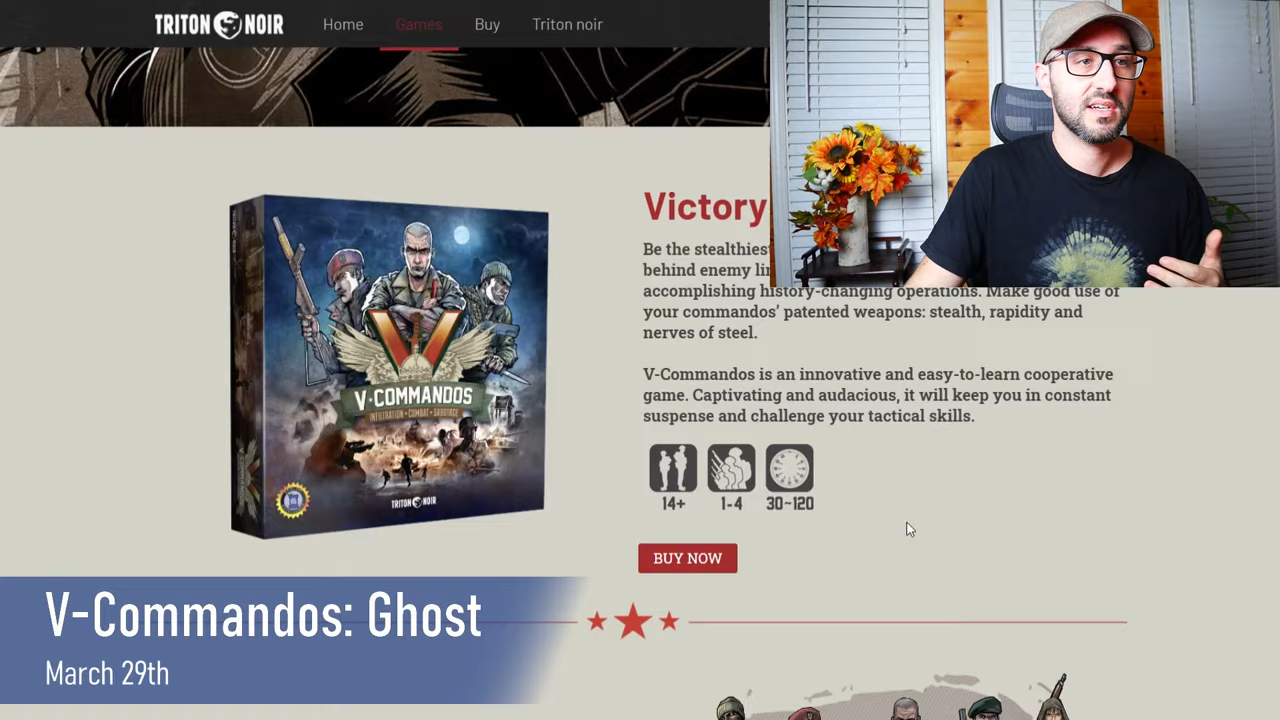 TRITON NOIR
Home
Games
Buy
Triton noir
Victory
Be the stealthiest
behind enemy
accomplishing history-changing operations. Make good use of
your commandos' patented weapons: stealth, rapidity and
nerves of steel.
V-Commandos is an innovative and easy-to-learn cooperative
game. Captivating and audacious, it will keep you in constant
suspense and challenge your tactical skills.
14+
1-4
30~120
BUY NOW
V
V·COMMANDOS
INFILTRATION • COMBAT • SABOTAGE
TRITON NOIR
V-Commandos: Ghost
March 29th